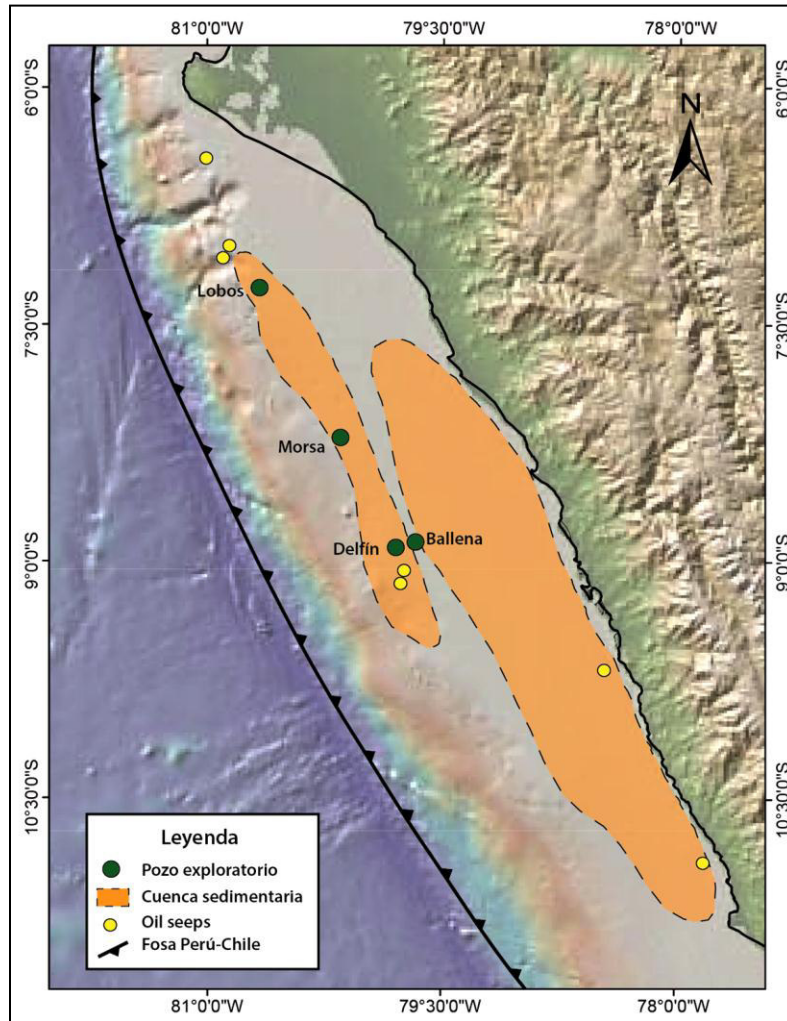 81°0'0"W 79°30'0"W 78°0'0"W
6°0'0"S 6°0'0"S
N
Lobos
7°30'0"S 7°30'0"S
Morsa
Delfín Ballena
9°0'0"S 9°0'0"S
10°30'0"S 10°30'0"S
Leyenda
Pozo exploratorio
Cuenca sedimentaria
Oil seeps
Fosa Perú-Chile
81°0'0"W 79°30'0"W 78°0'0"W